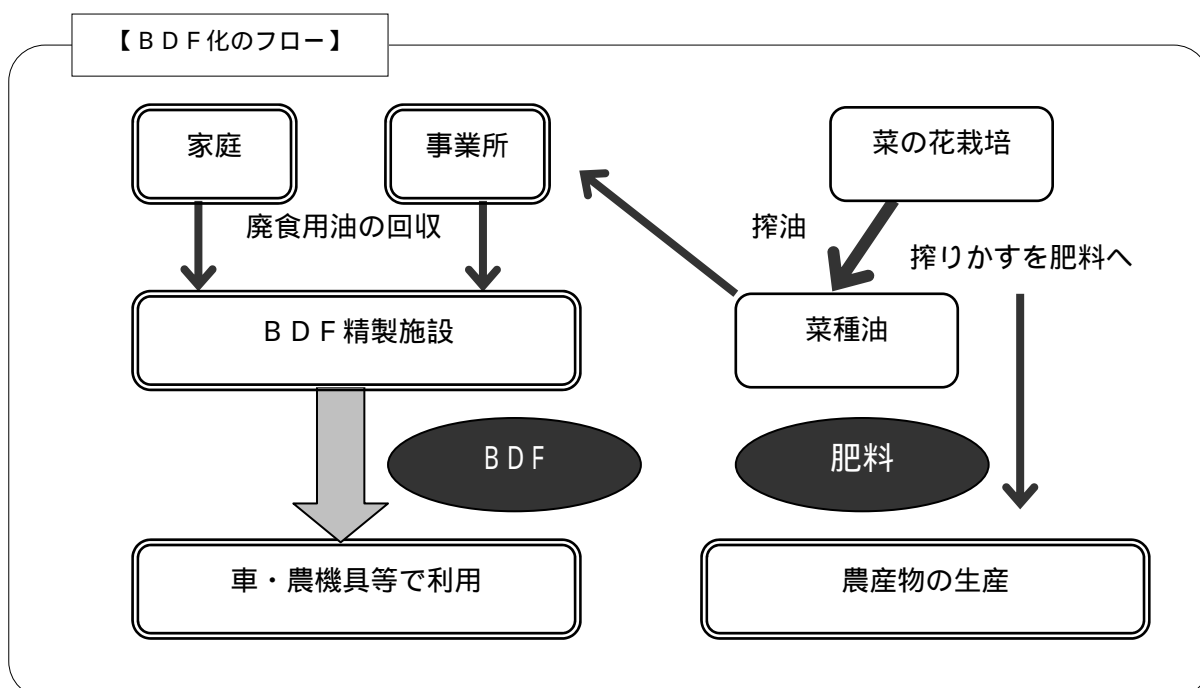 【ＢＤＦ化のフロー】
家庭
事業所
菜の花栽培
廃食用油の回収
搾油
搾りかすを肥料へ
ＢＤＦ精製施設
菜種油
ＢＤＦ
肥料
車・農機具等で利用
農産物の生産